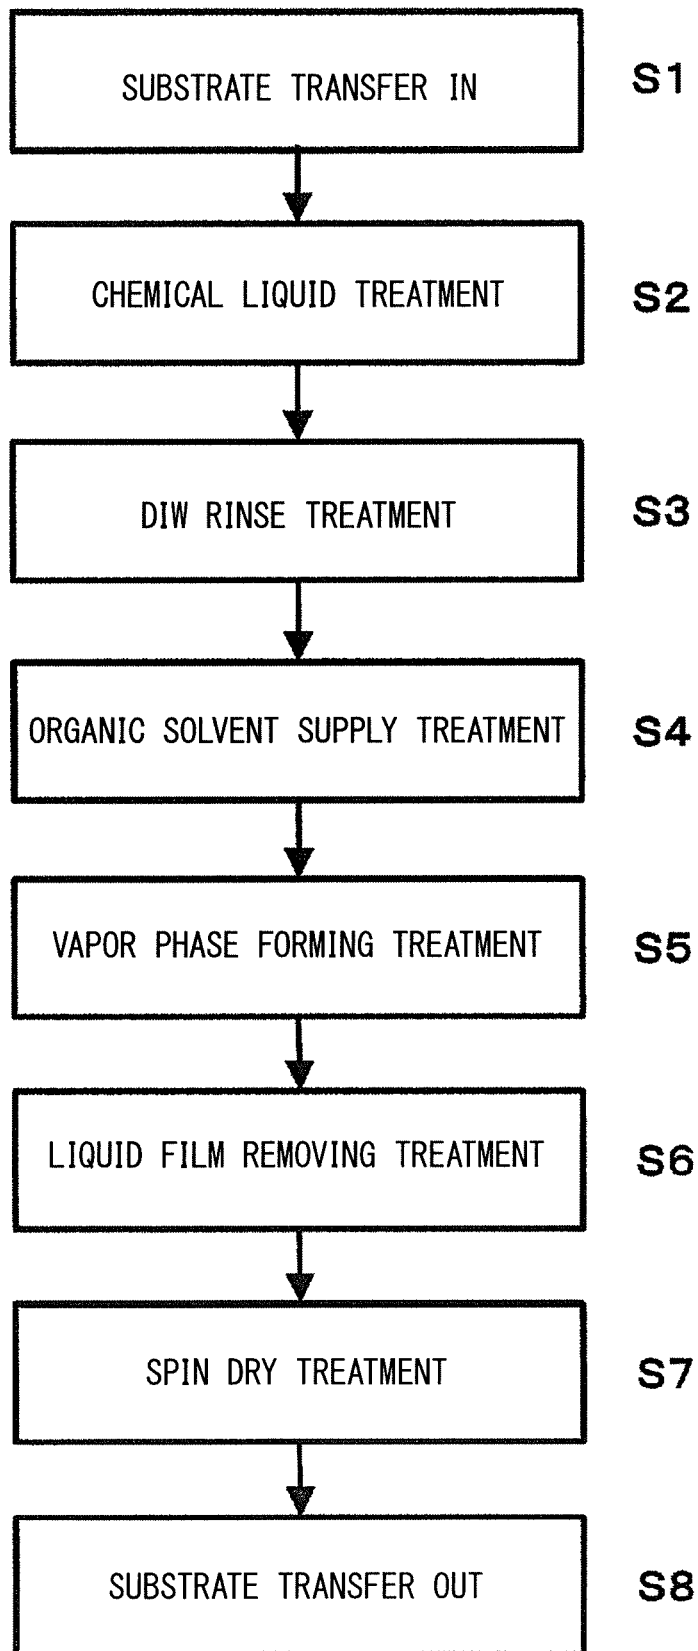 SUBSTRATE TRANSFER IN S1
CHEMICAL LIQUID TREATMENT S2
DIW RINSE TREATMENT S3
ORGANIC SOLVENT SUPPLY TREATMENT S4
VAPOR PHASE FORMING TREATMENT S5
LIQUID FILM REMOVING TREATMENT S6
SPIN DRY TREATMENT S7
SUBSTRATE TRANSFER OUT S8